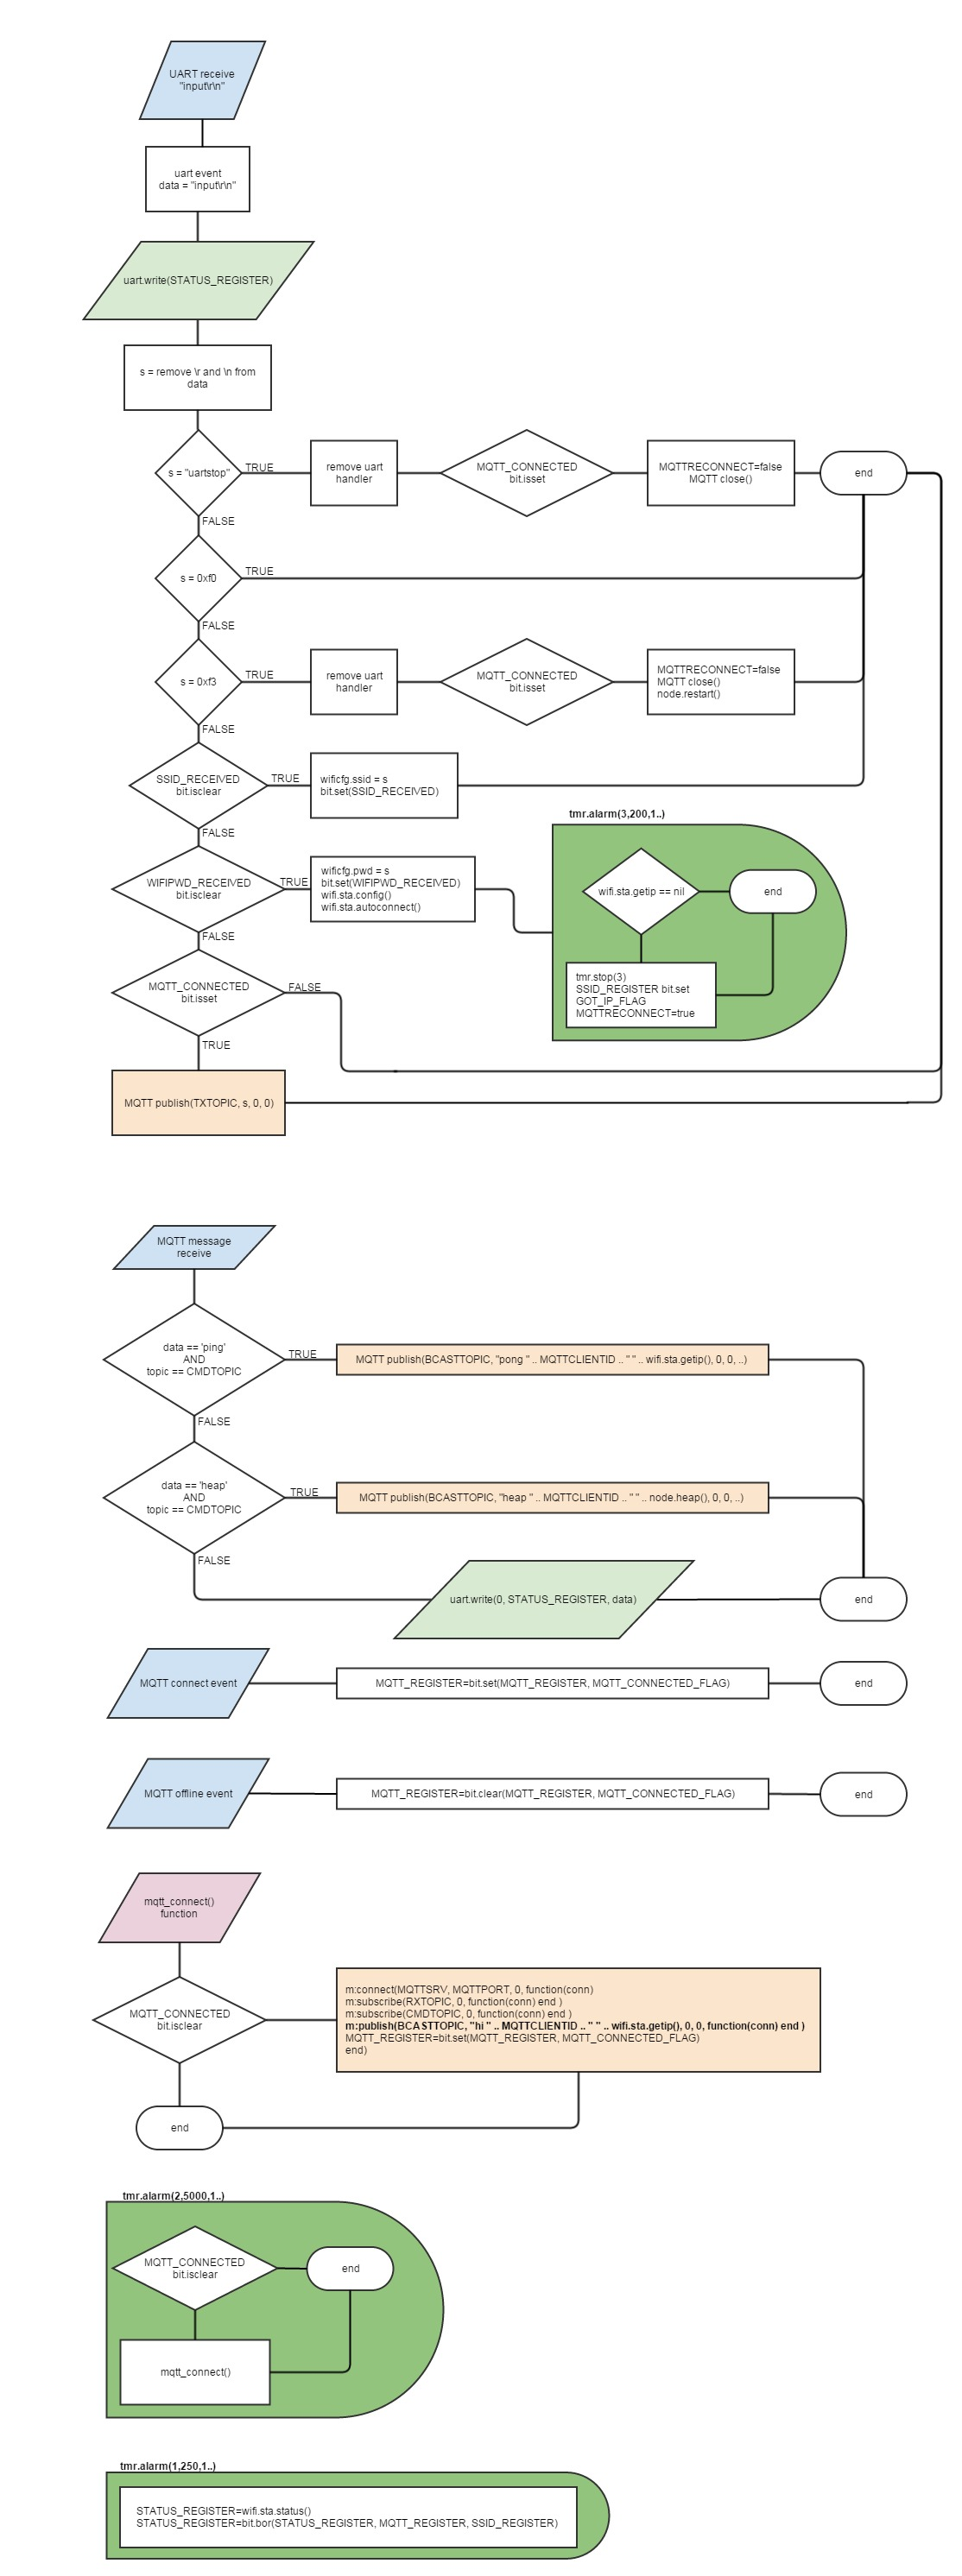 UART receive
"input\r\n"
uart event
data = "input\r\n"
uart.write(STATUS_REGISTER)
s = remove \r and \n from
data
s = "uartstop"
TRUE
remove uart
handler
MQTT_CONNECTED
bit.isset
MQTTRECONNECT=false
MQTT close()
end
FALSE
s = 0xf0
TRUE
FALSE
s = 0xf3
TRUE
remove uart
handler
MQTT_CONNECTED
bit.isset
MQTTRECONNECT=false
MQTT close()
node.restart()
FALSE
SSID_RECEIVED
bit.isclear
TRUE
wificfg.ssid = s
bit.set(SSID_RECEIVED)
FALSE
WIFIPWD_RECEIVED
bit.isclear
TRUE
wificfg.pwd = s
bit.set(WIFIPWD_RECEIVED)
wifi.sta.config()
wifi.sta.autoconnect()
tmr.alarm(3,200,1..)
wifi.sta.getip == nil
end
tmr.stop(3)
SSID_REGISTER bit.set
GOT_IP_FLAG
MQTTRECONNECT=true
FALSE
MQTT_CONNECTED
bit.isset
FALSE
TRUE
MQTT publish(TXTOPIC, s, 0, 0)
MQTT message
receive
data == 'ping'
AND
topic == CMDTOPIC
TRUE
MQTT publish(BCASTTOPIC, "pong " .. MQTTCLIENTID .. " " .. wifi.sta.getip(), 0, 0, ..)
FALSE
data == 'heap'
AND
topic == CMDTOPIC
TRUE
MQTT publish(BCASTTOPIC, "heap " .. MQTTCLIENTID .. " " .. node.heap(), 0, 0, ..)
FALSE
uart.write(0, STATUS_REGISTER, data)
end
MQTT connect event
MQTT_REGISTER=bit.set(MQTT_REGISTER, MQTT_CONNECTED_FLAG)
end
MQTT offline event
MQTT_REGISTER=bit.clear(MQTT_REGISTER, MQTT_CONNECTED_FLAG)
end
mqtt_connect()
function
MQTT_CONNECTED
bit.isclear
m:connect(MQTTSRV, MQTTPORT, 0, function(conn)
m:subscribe(RXTOPIC, 0, function(conn) end )
m:subscribe(CMDTOPIC, 0, function(conn) end )
m:publish(BCASTTOPIC, "hi " .. MQTTCLIENTID .. " " .. wifi.sta.getip(), 0, 0, function(conn) end )
MQTT_REGISTER=bit.set(MQTT_REGISTER, MQTT_CONNECTED_FLAG)
end)
end
tmr.alarm(2,5000,1..)
MQTT_CONNECTED
bit.isclear
end
mqtt_connect()
tmr.alarm(1,250,1..)
STATUS_REGISTER=wifi.sta.status()
STATUS_REGISTER=bit.bor(STATUS_REGISTER, MQTT_REGISTER, SSID_REGISTER)